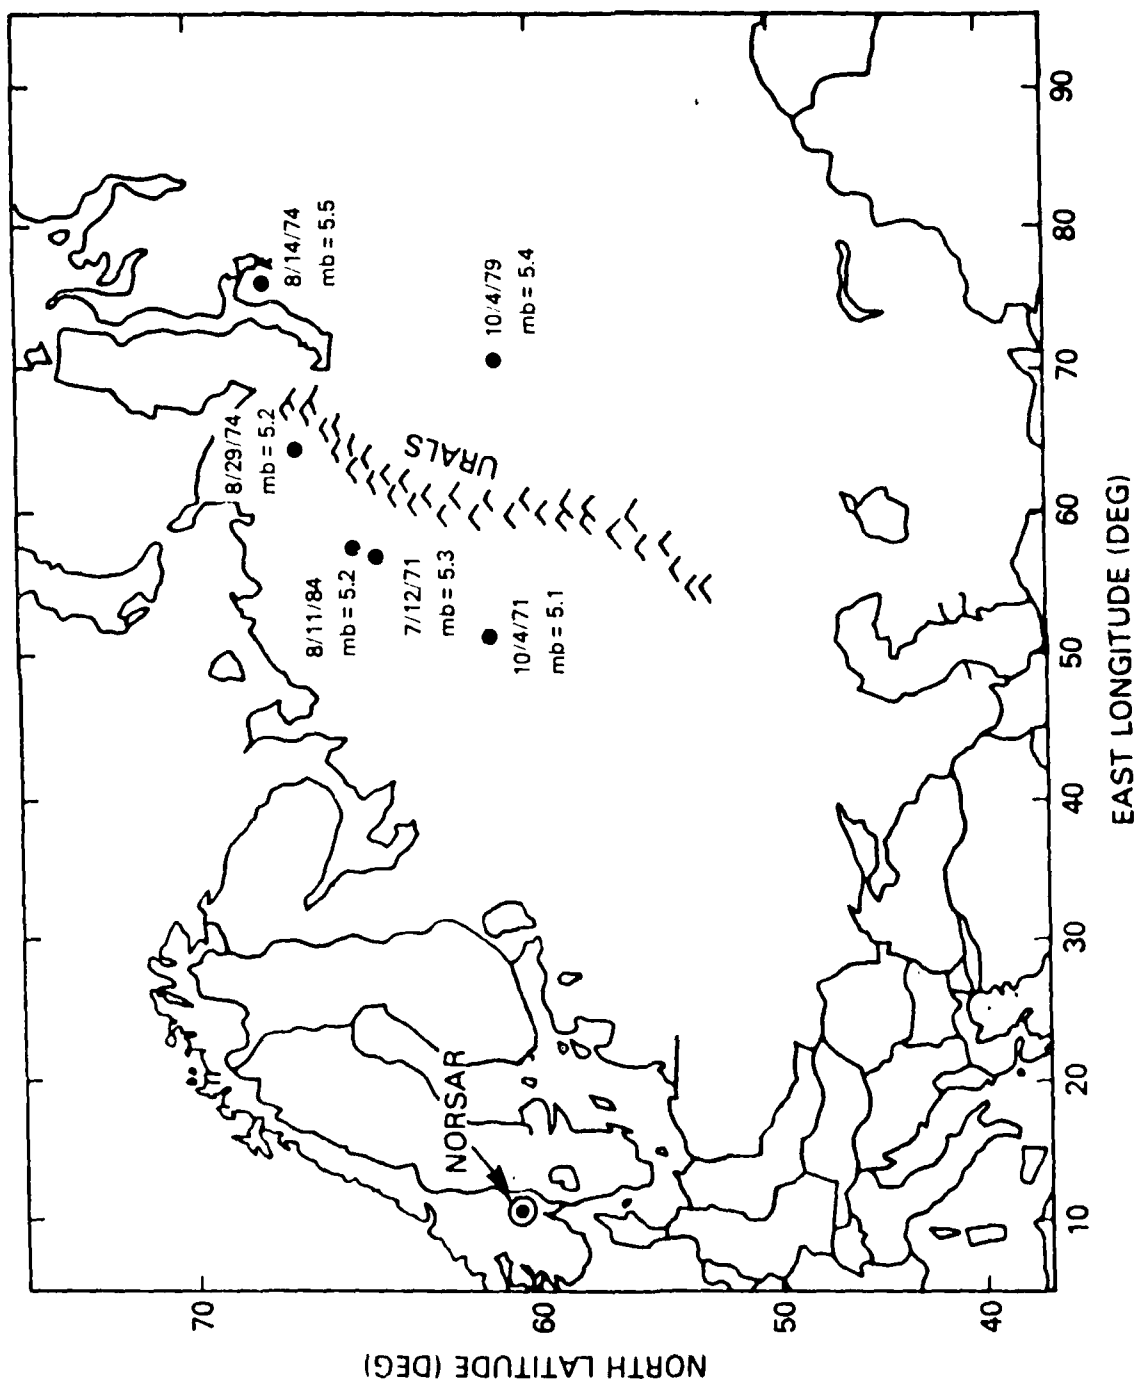 8/14/74
mb = 5.5
8/29/74
mb = 5.2
URALS
10/4/79
mb = 5.4
8/11/84
mb = 5.2
7/12/71
mb = 5.3
10/4/71
mb = 5.1
NORSAR
70
60
50
40
NORTH LATITUDE (DEG)
10
20
30
40
50
60
70
80
90
EAST LONGITUDE (DEG)